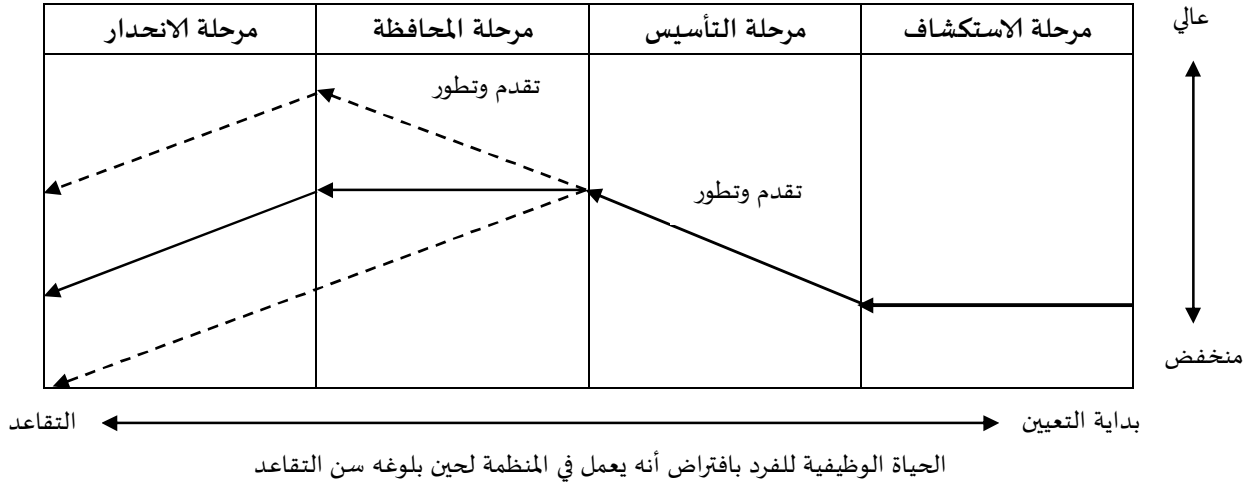 عالي
مرحلة الاستكشاف
مرحلة التأسيس
مرحلة المحافظة
مرحلة الانحدار
تقدم وتطور
تقدم وتطور
منخفض
بداية التعيين
التقاعد
الحياة الوظيفية للفرد بافتراض أنه يعمل في المنظمة لحين بلوغه سن التقاعد